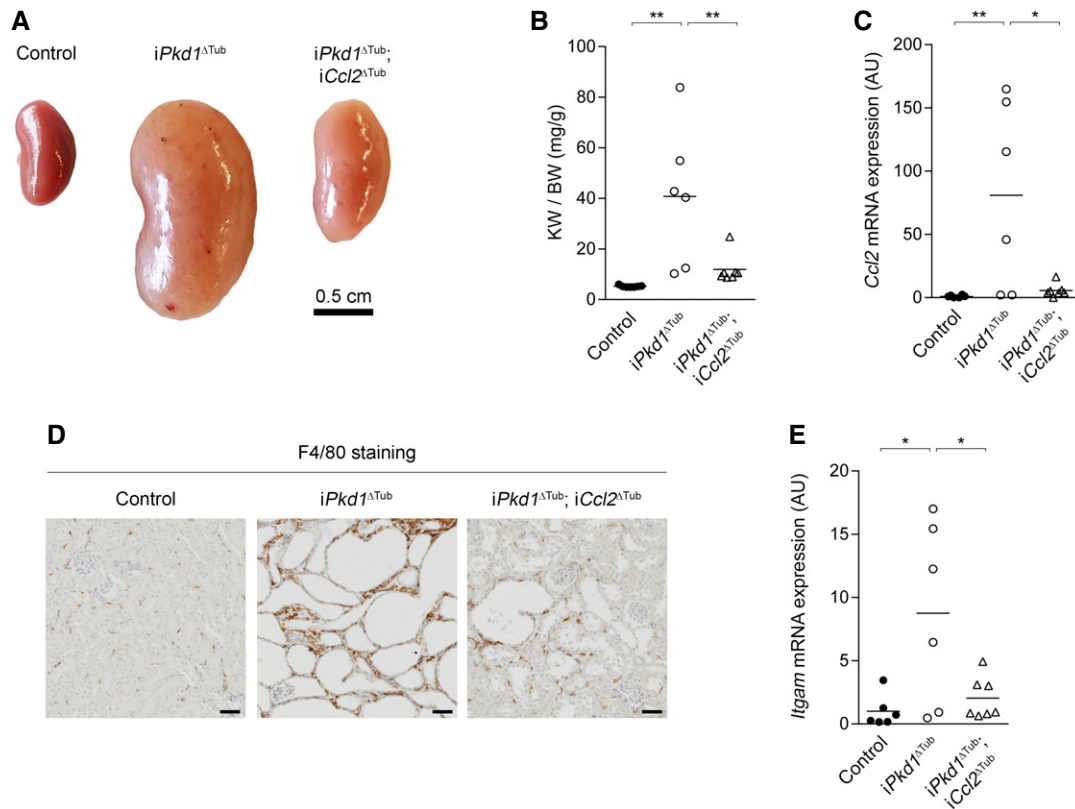 A
Control
iPkd1ΔTub
iPkd1ΔTub;
iCcl2ΔTub
0.5 cm
B
** **
KW / BW (mg/g)
100
80
60
40
20
0
Control
iPkd1ΔTub
iPkd1ΔTub;
iCcl2ΔTub
C
** *
Ccl2 mRNA expression (AU)
200
150
100
50
0
Control
iPkd1ΔTub
iPkd1ΔTub;
iCcl2ΔTub
D
F4/80 staining
Control
iPkd1ΔTub
iPkd1ΔTub; iCcl2ΔTub
E
* *
Itgam mRNA expression (AU)
20
15
10
5
0
Control
iPkd1ΔTub
iPkd1ΔTub;
iCcl2ΔTub